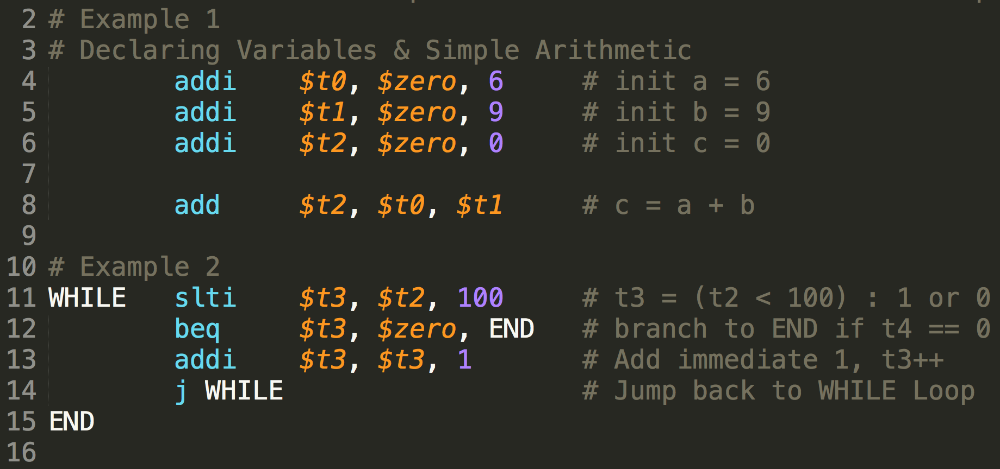 2 # Example 1
3 # Declaring Variables & Simple Arithmetic
4 addi $t0, $zero, 6 # init a = 6
5 addi $t1, $zero, 9 # init b = 9
6 addi $t2, $zero, 0 # init c = 0
7
8 add $t2, $t0, $t1 # c = a + b
9
10 # Example 2
11 WHILE slti $t3, $t2, 100 # t3 = (t2 < 100) : 1 or 0
12 beq $t3, $zero, END # branch to END if t4 == 0
13 addi $t3, $t3, 1 # Add immediate 1, t3++
14 j WHILE # Jump back to WHILE Loop
15 END
16